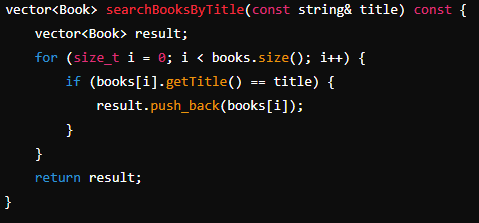 vector<Book> searchBooksByTitle(const string& title) const {
    vector<Book> result;
    for (size_t i = 0; i < books.size(); i++) {
        if (books[i].getTitle() == title) {
            result.push_back(books[i]);
        }
    }
    return result;
}